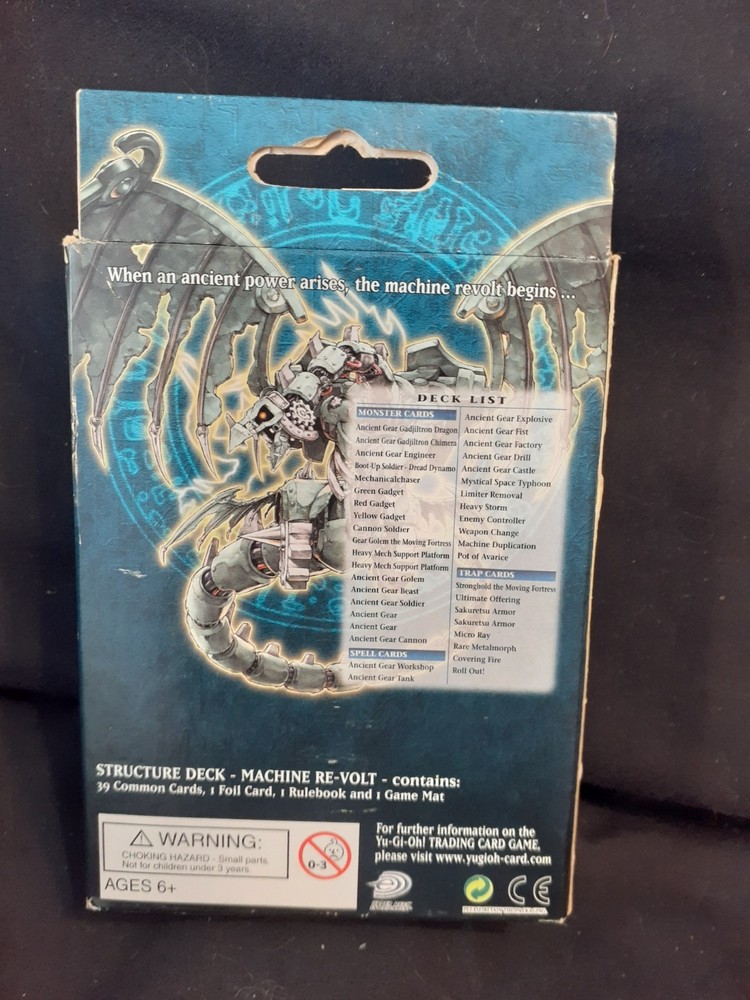 When an ancient power arises, the machine revolt begins ...
DECK LIST
MONSTER CARDS
Ancient Gear Gadjiltron Dragon
Ancient Gear Gadjiltron Chimera
Ancient Gear Engineer
Boot-Up Soldier - Dread Dynamo
Mechanicalchaser
Green Gadget
Red Gadget
Yellow Gadget
Cannon Soldier
Gear Golem the Moving Fortress
Heavy Mech Support Platform
Heavy Mech Support Platform
Ancient Gear Golem
Ancient Gear Beast
Ancient Gear Soldier
Ancient Gear
Ancient Gear
Ancient Gear Cannon
SPELL CARDS
Ancient Gear Workshop
Ancient Gear Tank
Ancient Gear Explosive
Ancient Gear Fist
Ancient Gear Factory
Ancient Gear Drill
Ancient Gear Castle
Mystical Space Typhoon
Limiter Removal
Heavy Storm
Enemy Controller
Weapon Change
Machine Duplication
Pot of Avarice
TRAP CARDS
Stronghold the Moving Fortress
Ultimate Offering
Sakuretsu Armor
Sakuretsu Armor
Micro Ray
Rare Metalmorph
Covering Fire
Roll Out!
STRUCTURE DECK - MACHINE RE-VOLT - contains:
39 Common Cards, 1 Foil Card, 1 Rulebook and 1 Game Mat
WARNING:
CHOKING HAZARD - Small parts.
Not for children under 3 years.
AGES 6+
0-3
For further information on the
Yu-Gi-Oh! TRADING CARD GAME,
please visit www.yugioh-card.com
CE